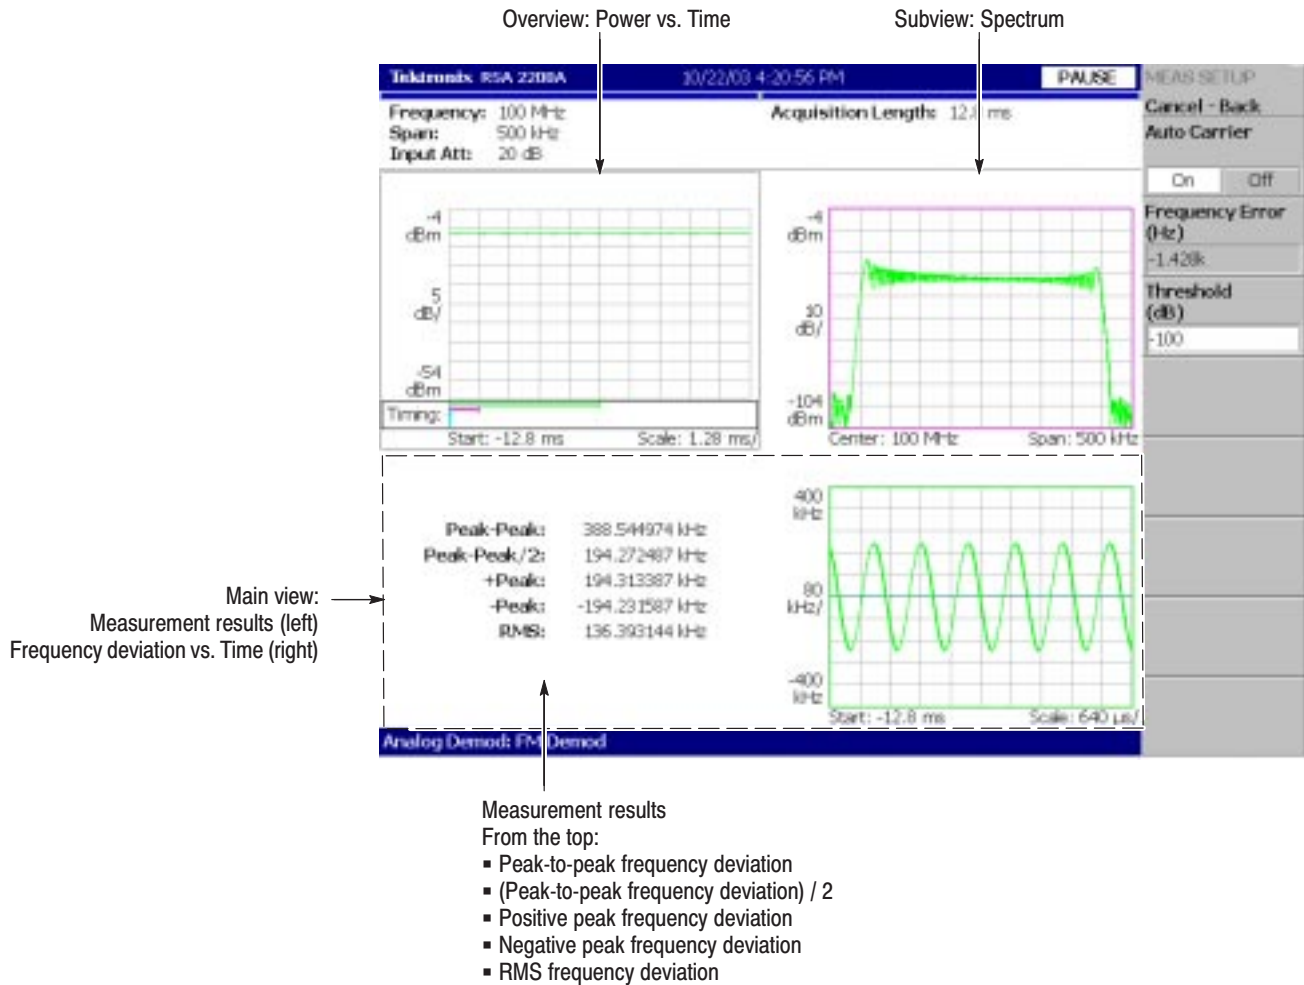 Overview: Power vs. Time
Subview: Spectrum
Tektronix RSA 2208A
10/22/03 4:20:56 PM
PAUSE
MEAS SETUP
Frequency: 100 MHz
Acquisition Length: 12.8 ms
Span: 500 kHz
Input Att: 20 dB
Cancel - Back
Auto Carrier
On
Off
Frequency Error
(Hz)
-1.428k
Threshold
(dB)
-100
-4
dBm
5
dB/
-54
dBm
Timing:
Start: -12.8 ms
Scale: 1.28 ms/
-4
dBm
10
dB/
-104
dBm
Center: 100 MHz
Span: 500 kHz
Main view:
Measurement results (left)
Frequency deviation vs. Time (right)
Peak-Peak: 388.544974 kHz
Peak-Peak/2: 194.272487 kHz
+Peak: 194.313387 kHz
-Peak: -194.231587 kHz
RMS: 136.393144 kHz
400
kHz
80
kHz/
-400
kHz
Start: -12.8 ms
Scale: 640 µs/
Analog Demod: FM Demod
Measurement results
From the top:
▪ Peak-to-peak frequency deviation
▪ (Peak-to-peak frequency deviation) / 2
▪ Positive peak frequency deviation
▪ Negative peak frequency deviation
▪ RMS frequency deviation